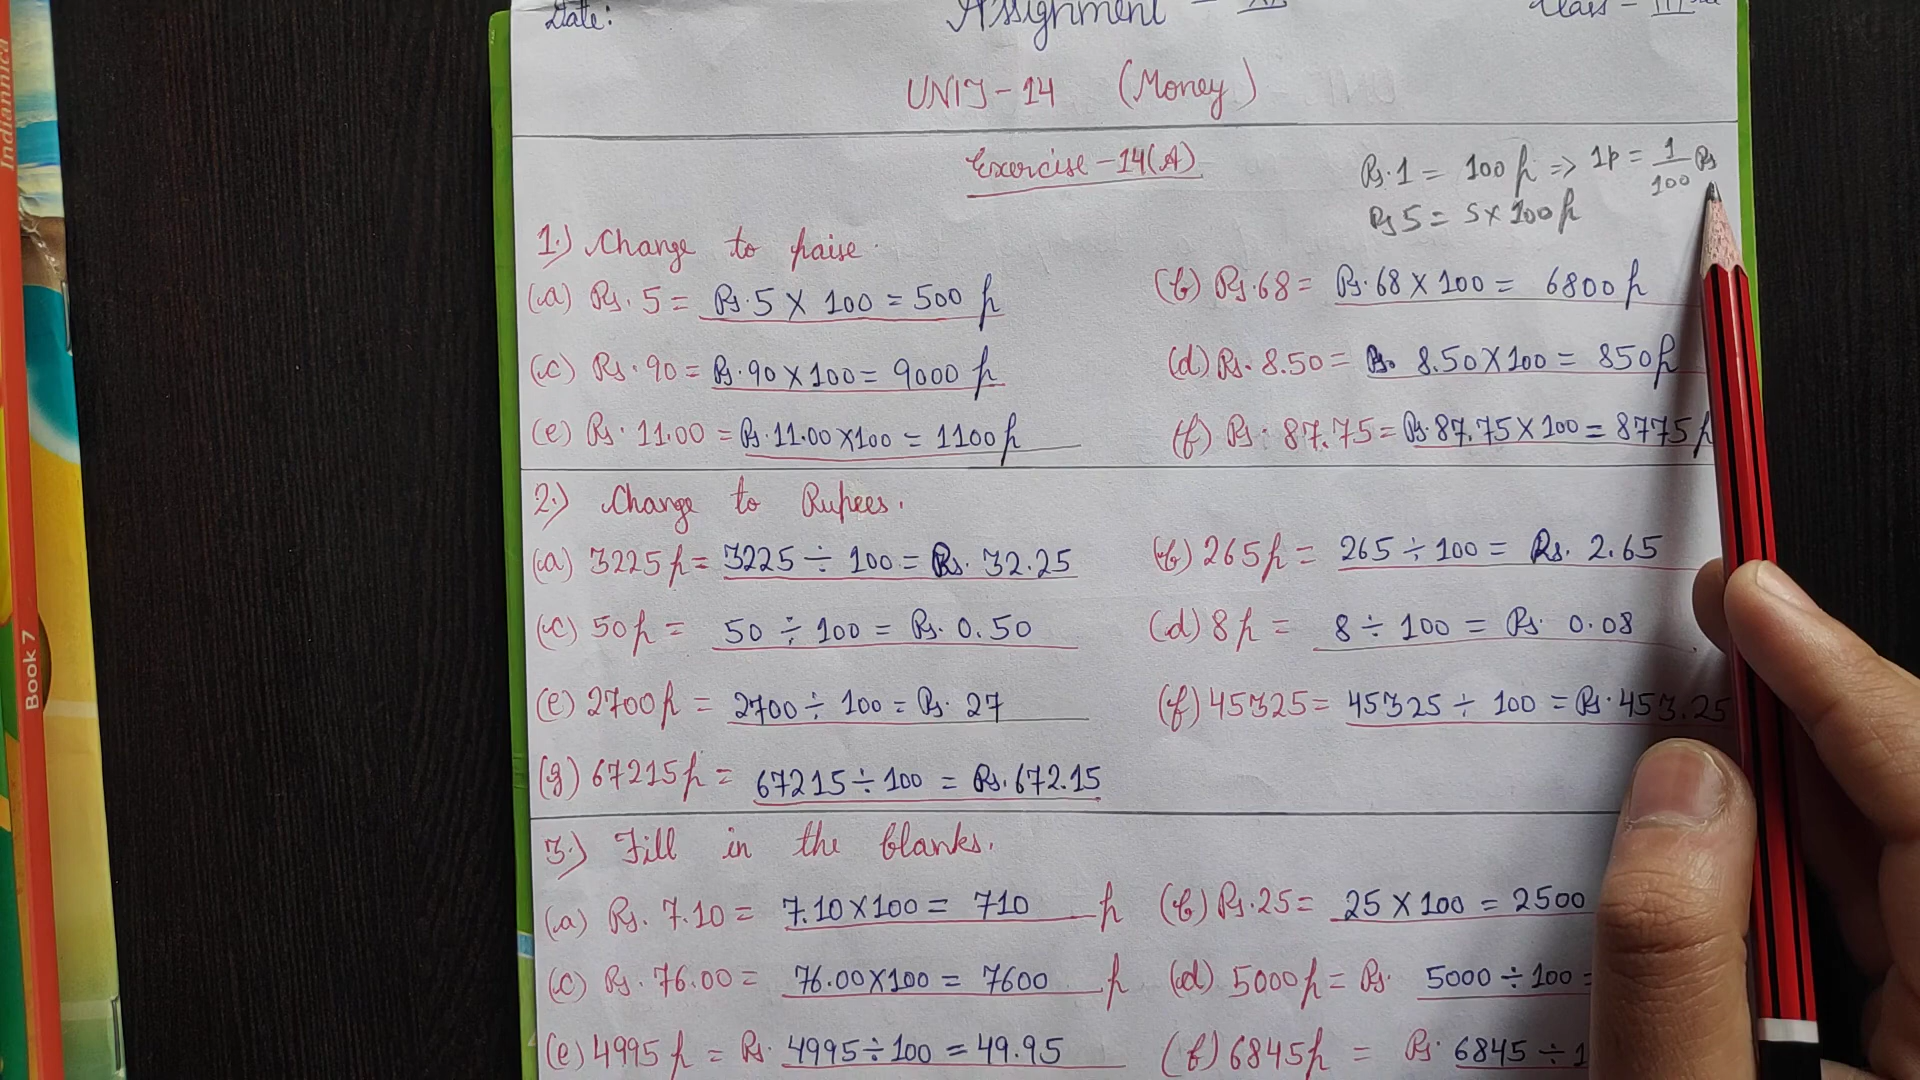 Date: Assignment - XI Class - IIIrd
UNIT-14 (Money)
Exercise-14(A)
Rs.1 = 100 p => 1p = 1/100 Rs
Rs 5 = 5 x 100 p
1.) Change to paise.
(a) Rs. 5 = Rs. 5 X 100 = 500 p (b) Rs. 68 = Rs. 68 X 100 = 6800 p
(c) Rs. 90 = Rs. 90 X 100 = 9000 p (d) Rs. 8.50 = Rs. 8.50 X 100 = 850 p
(e) Rs. 11.00 = Rs. 11.00 X 100 = 1100 p (f) Rs. 87.75 = Rs. 87.75 X 100 = 8775 p
2.) Change to Rupees.
(a) 3225 p = 3225 ÷ 100 = Rs. 32.25 (b) 265 p = 265 ÷ 100 = Rs. 2.65
(c) 50 p = 50 ÷ 100 = Rs. 0.50 (d) 8 p = 8 ÷ 100 = Rs. 0.08
(e) 2700 p = 2700 ÷ 100 = Rs. 27 (f) 45325 = 45325 ÷ 100 = Rs. 453.25
(g) 67215 p = 67215 ÷ 100 = Rs. 672.15
3.) Fill in the blanks.
(a) Rs. 7.10 = 7.10 X 100 = 710 p (b) Rs. 25 = 25 X 100 = 2500
(c) Rs. 76.00 = 76.00 X 100 = 7600 p (d) 5000 p = Rs. 5000 ÷ 100 =
(e) 4995 p = Rs. 4995 ÷ 100 = 49.95 (f) 6845 p = Rs. 6845 ÷ 1
Indiannica
Book 7